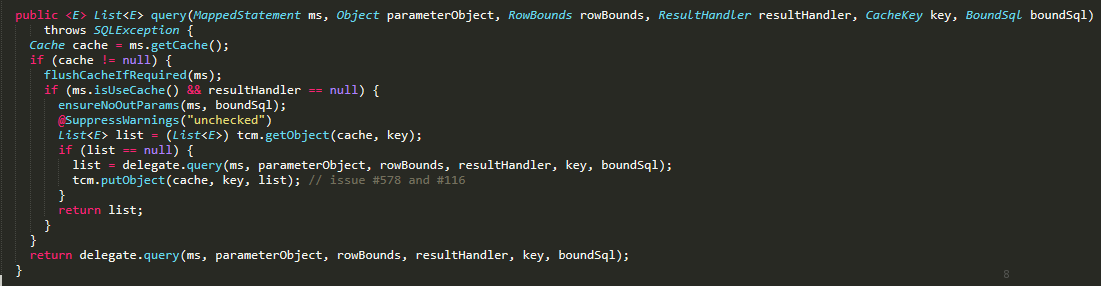 public <E> List<E> query(MappedStatement ms, Object parameterObject, RowBounds rowBounds, ResultHandler resultHandler, CacheKey key, BoundSql boundSql)
    throws SQLException {
  Cache cache = ms.getCache();
  if (cache != null) {
    flushCacheIfRequired(ms);
    if (ms.isUseCache() && resultHandler == null) {
      ensureNoOutParams(ms, boundSql);
      @SuppressWarnings("unchecked")
      List<E> list = (List<E>) tcm.getObject(cache, key);
      if (list == null) {
        list = delegate.query(ms, parameterObject, rowBounds, resultHandler, key, boundSql);
        tcm.putObject(cache, key, list); // issue #578 and #116
      }
      return list;
    }
  }
  return delegate.query(ms, parameterObject, rowBounds, resultHandler, key, boundSql);
}
8